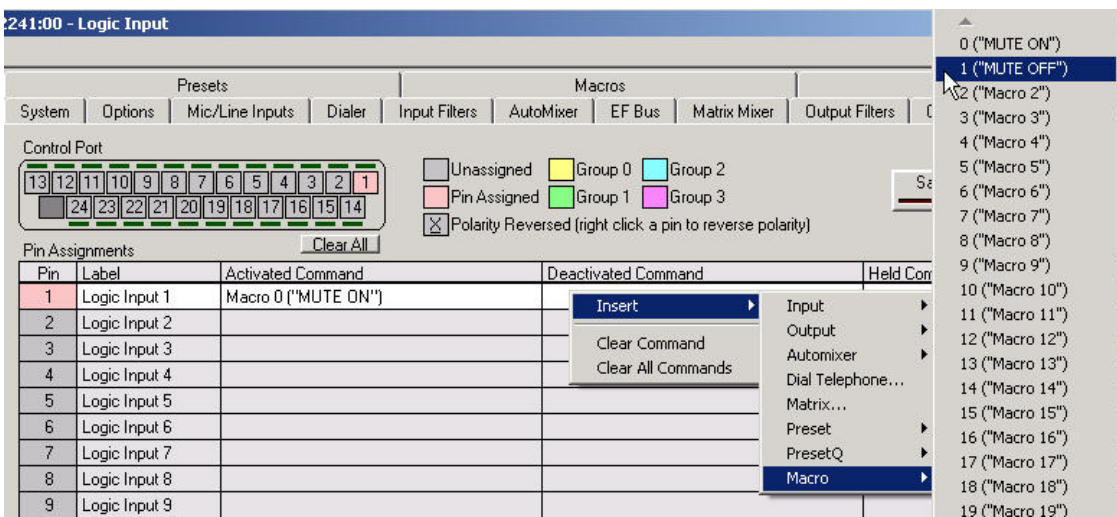 2241:00 - Logic Input
Presets Macros
System Options Mic/Line Inputs Dialer Input Filters AutoMixer EF Bus Matrix Mixer Output Filters
Control Port
13 12 11 10 9 8 7 6 5 4 3 2 1
24 23 22 21 20 19 18 17 16 15 14
Unassigned Group 0 Group 2
Pin Assigned Group 1 Group 3
X Polarity Reversed (right click a pin to reverse polarity)
Sa
Pin Assignments
Clear All
Pin Label Activated Command Deactivated Command Held Com
1 Logic Input 1 Macro 0 ("MUTE ON")
2 Logic Input 2
3 Logic Input 3
4 Logic Input 4
5 Logic Input 5
6 Logic Input 6
7 Logic Input 7
8 Logic Input 8
9 Logic Input 9
Insert
Clear Command
Clear All Commands
Input
Output
Automixer
Dial Telephone...
Matrix...
Preset
PresetQ
Macro
0 ("MUTE ON")
1 ("MUTE OFF")
2 ("Macro 2")
3 ("Macro 3")
4 ("Macro 4")
5 ("Macro 5")
6 ("Macro 6")
7 ("Macro 7")
8 ("Macro 8")
9 ("Macro 9")
10 ("Macro 10")
11 ("Macro 11")
12 ("Macro 12")
13 ("Macro 13")
14 ("Macro 14")
15 ("Macro 15")
16 ("Macro 16")
17 ("Macro 17")
18 ("Macro 18")
19 ("Macro 19")